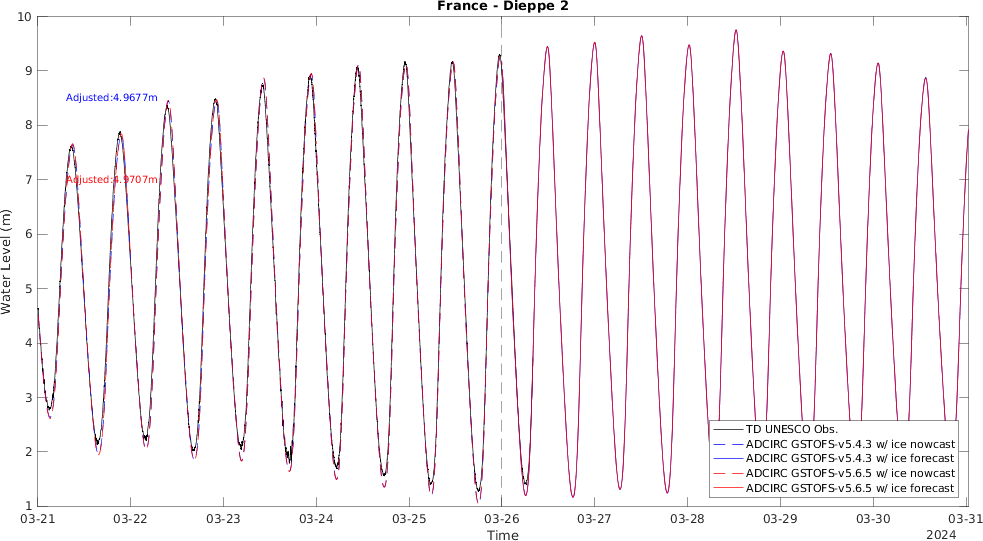 France - Dieppe 2
10
9
8
7
6
5
4
3
2
1
Water Level (m)
Adjusted:4.9677m
Adjusted:4.9707m
TD UNESCO Obs.
ADCIRC GSTOFS-v5.4.3 w/ ice nowcast
ADCIRC GSTOFS-v5.4.3 w/ ice forecast
ADCIRC GSTOFS-v5.6.5 w/ ice nowcast
ADCIRC GSTOFS-v5.6.5 w/ ice forecast
03-21 03-22 03-23 03-24 03-25 03-26 03-27 03-28 03-29 03-30 03-31
Time
2024